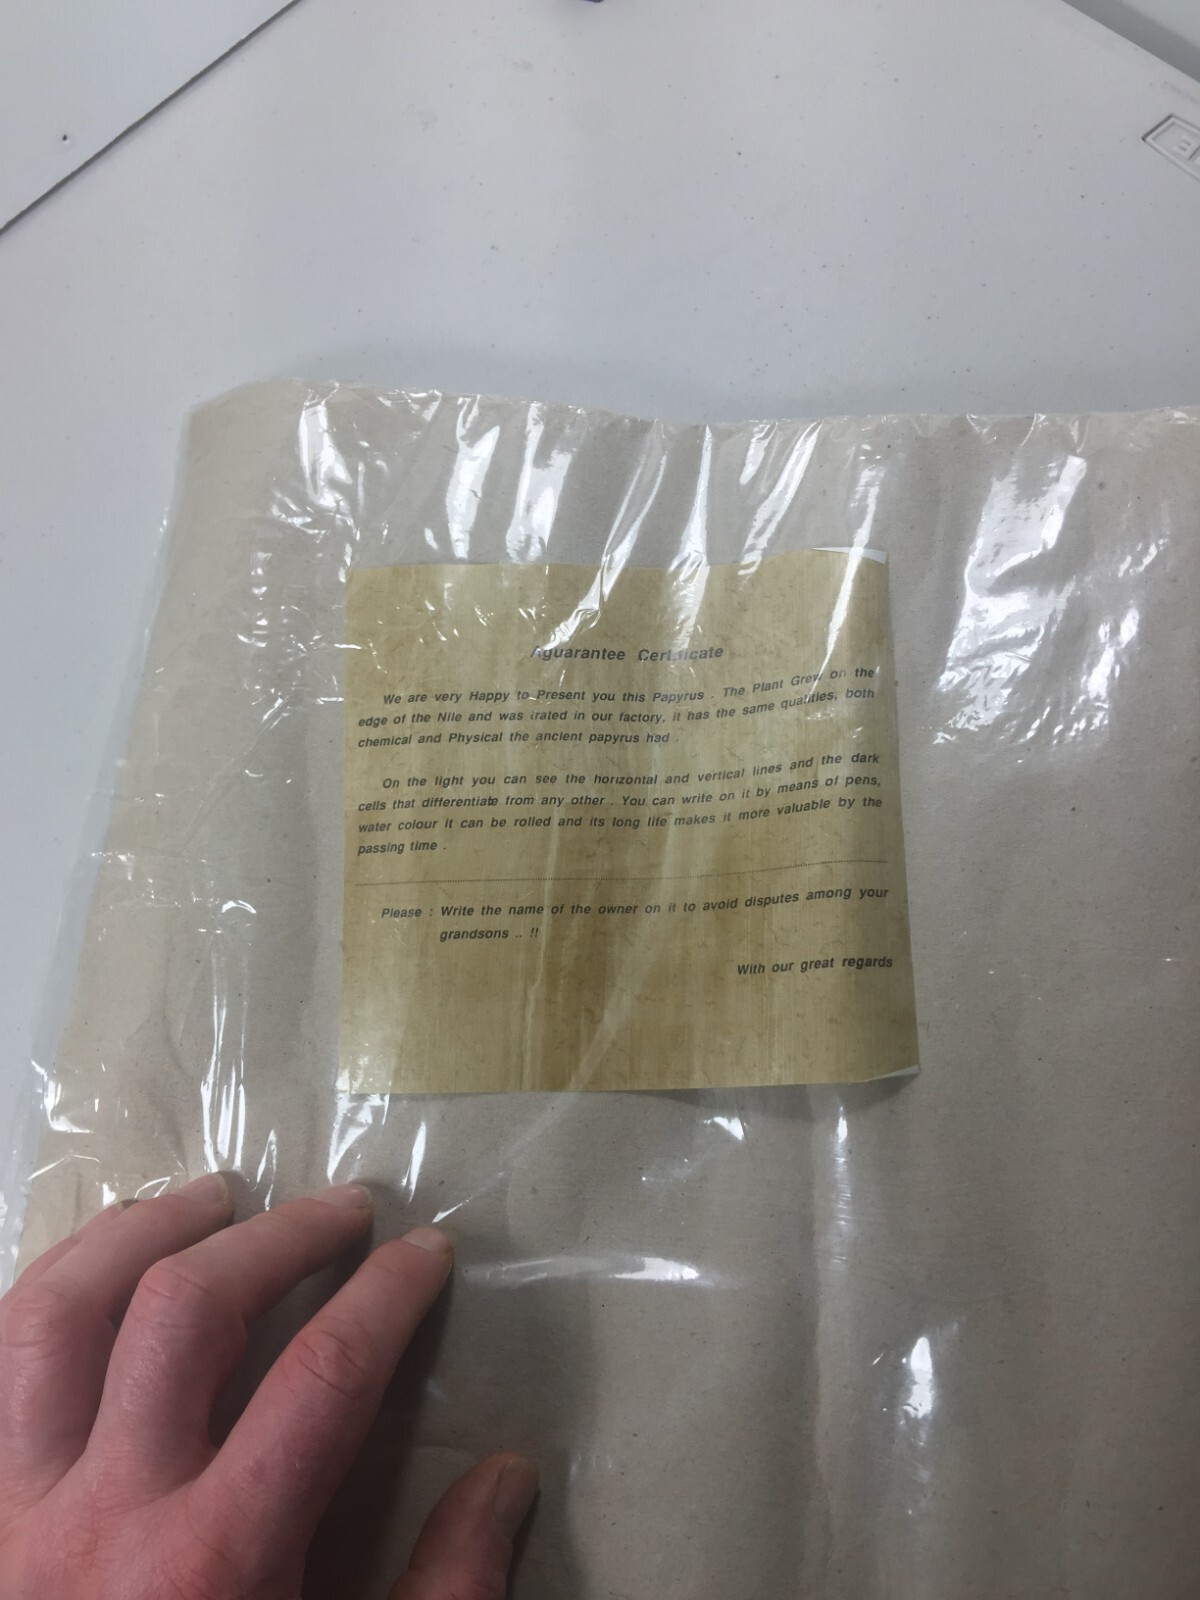 Aguarantee Certificate
We are very Happy to Present you this Papyrus . The Plant Grew on the
edge of the Nile and was trated in our factory, it has the same qualities, both
chemical and Physical the ancient papyrus had .
On the light you can see the horizontal and vertical lines and the dark
cells that differentiate from any other . You can write on it by means of pens,
water colour it can be rolled and its long life makes it more valuable by the
passing time .
Please : Write the name of the owner on it to avoid disputes among your
grandsons .. !!
With our great regards